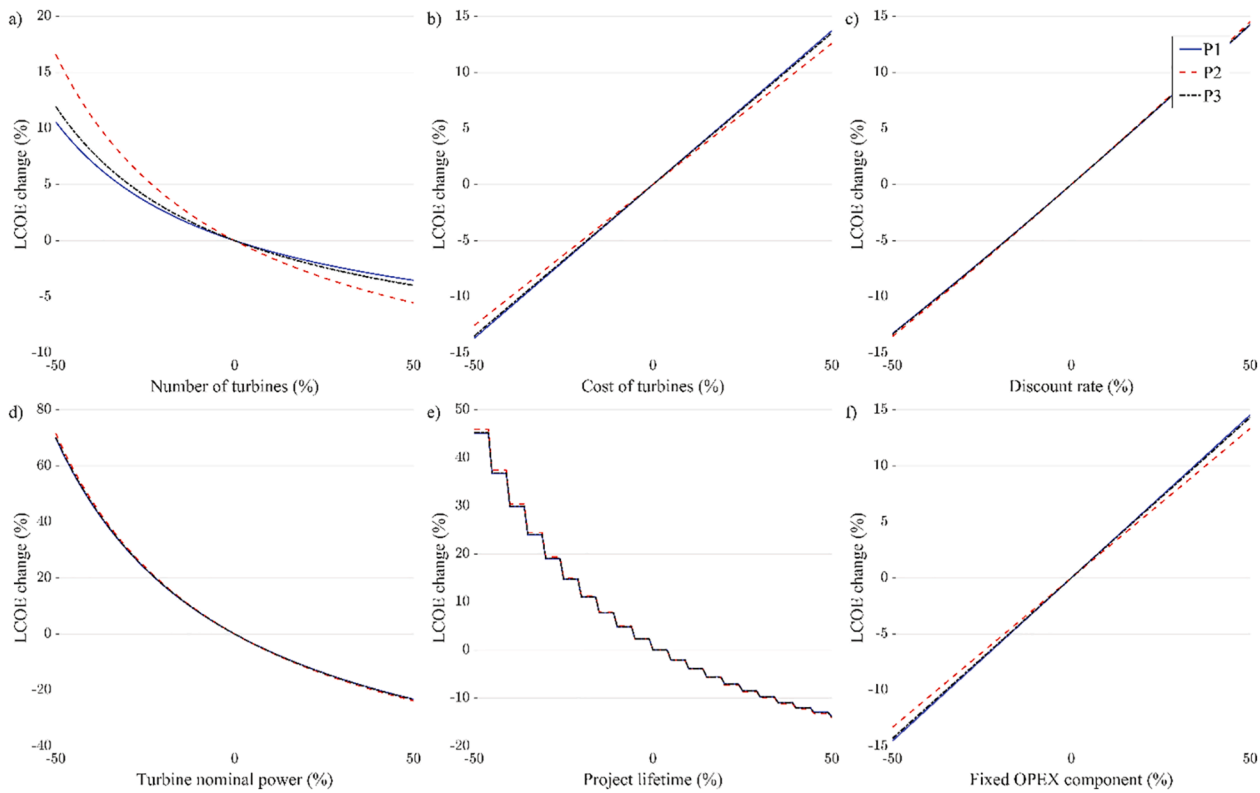 a)
20
15
10
5
0
-5
-10
LCOE change (%)
-50
0
50
Number of turbines (%)
b)
15
10
5
0
-5
-10
-15
LCOE change (%)
-50
0
50
Cost of turbines (%)
c)
15
10
5
0
-5
-10
-15
LCOE change (%)
P1
P2
P3
-50
0
50
Discount rate (%)
d)
80
60
40
20
0
-20
-40
LCOE change (%)
-50
0
50
Turbine nominal power (%)
e)
50
40
30
20
10
0
-10
-20
LCOE change (%)
-50
0
50
Project lifetime (%)
f)
15
10
5
0
-5
-10
-15
LCOE change (%)
-50
0
50
Fixed OPEX component (%)